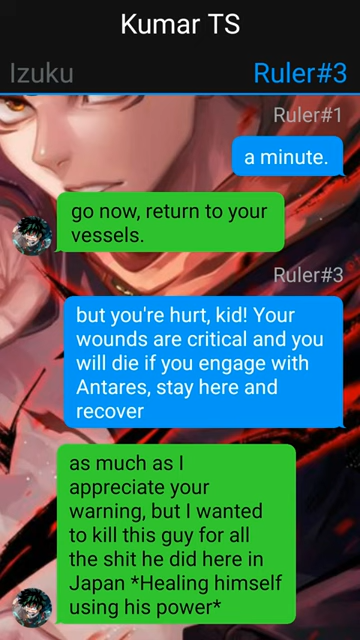 Kumar TS
Izuku
Ruler#3
Ruler#1
a minute.
go now, return to your
vessels.
Ruler#3
but you're hurt, kid! Your
wounds are critical and you
will die if you engage with
Antares, stay here and
recover
as much as I
appreciate your
warning, but I wanted
to kill this guy for all
the shit he did here in
Japan *Healing himself
using his power*